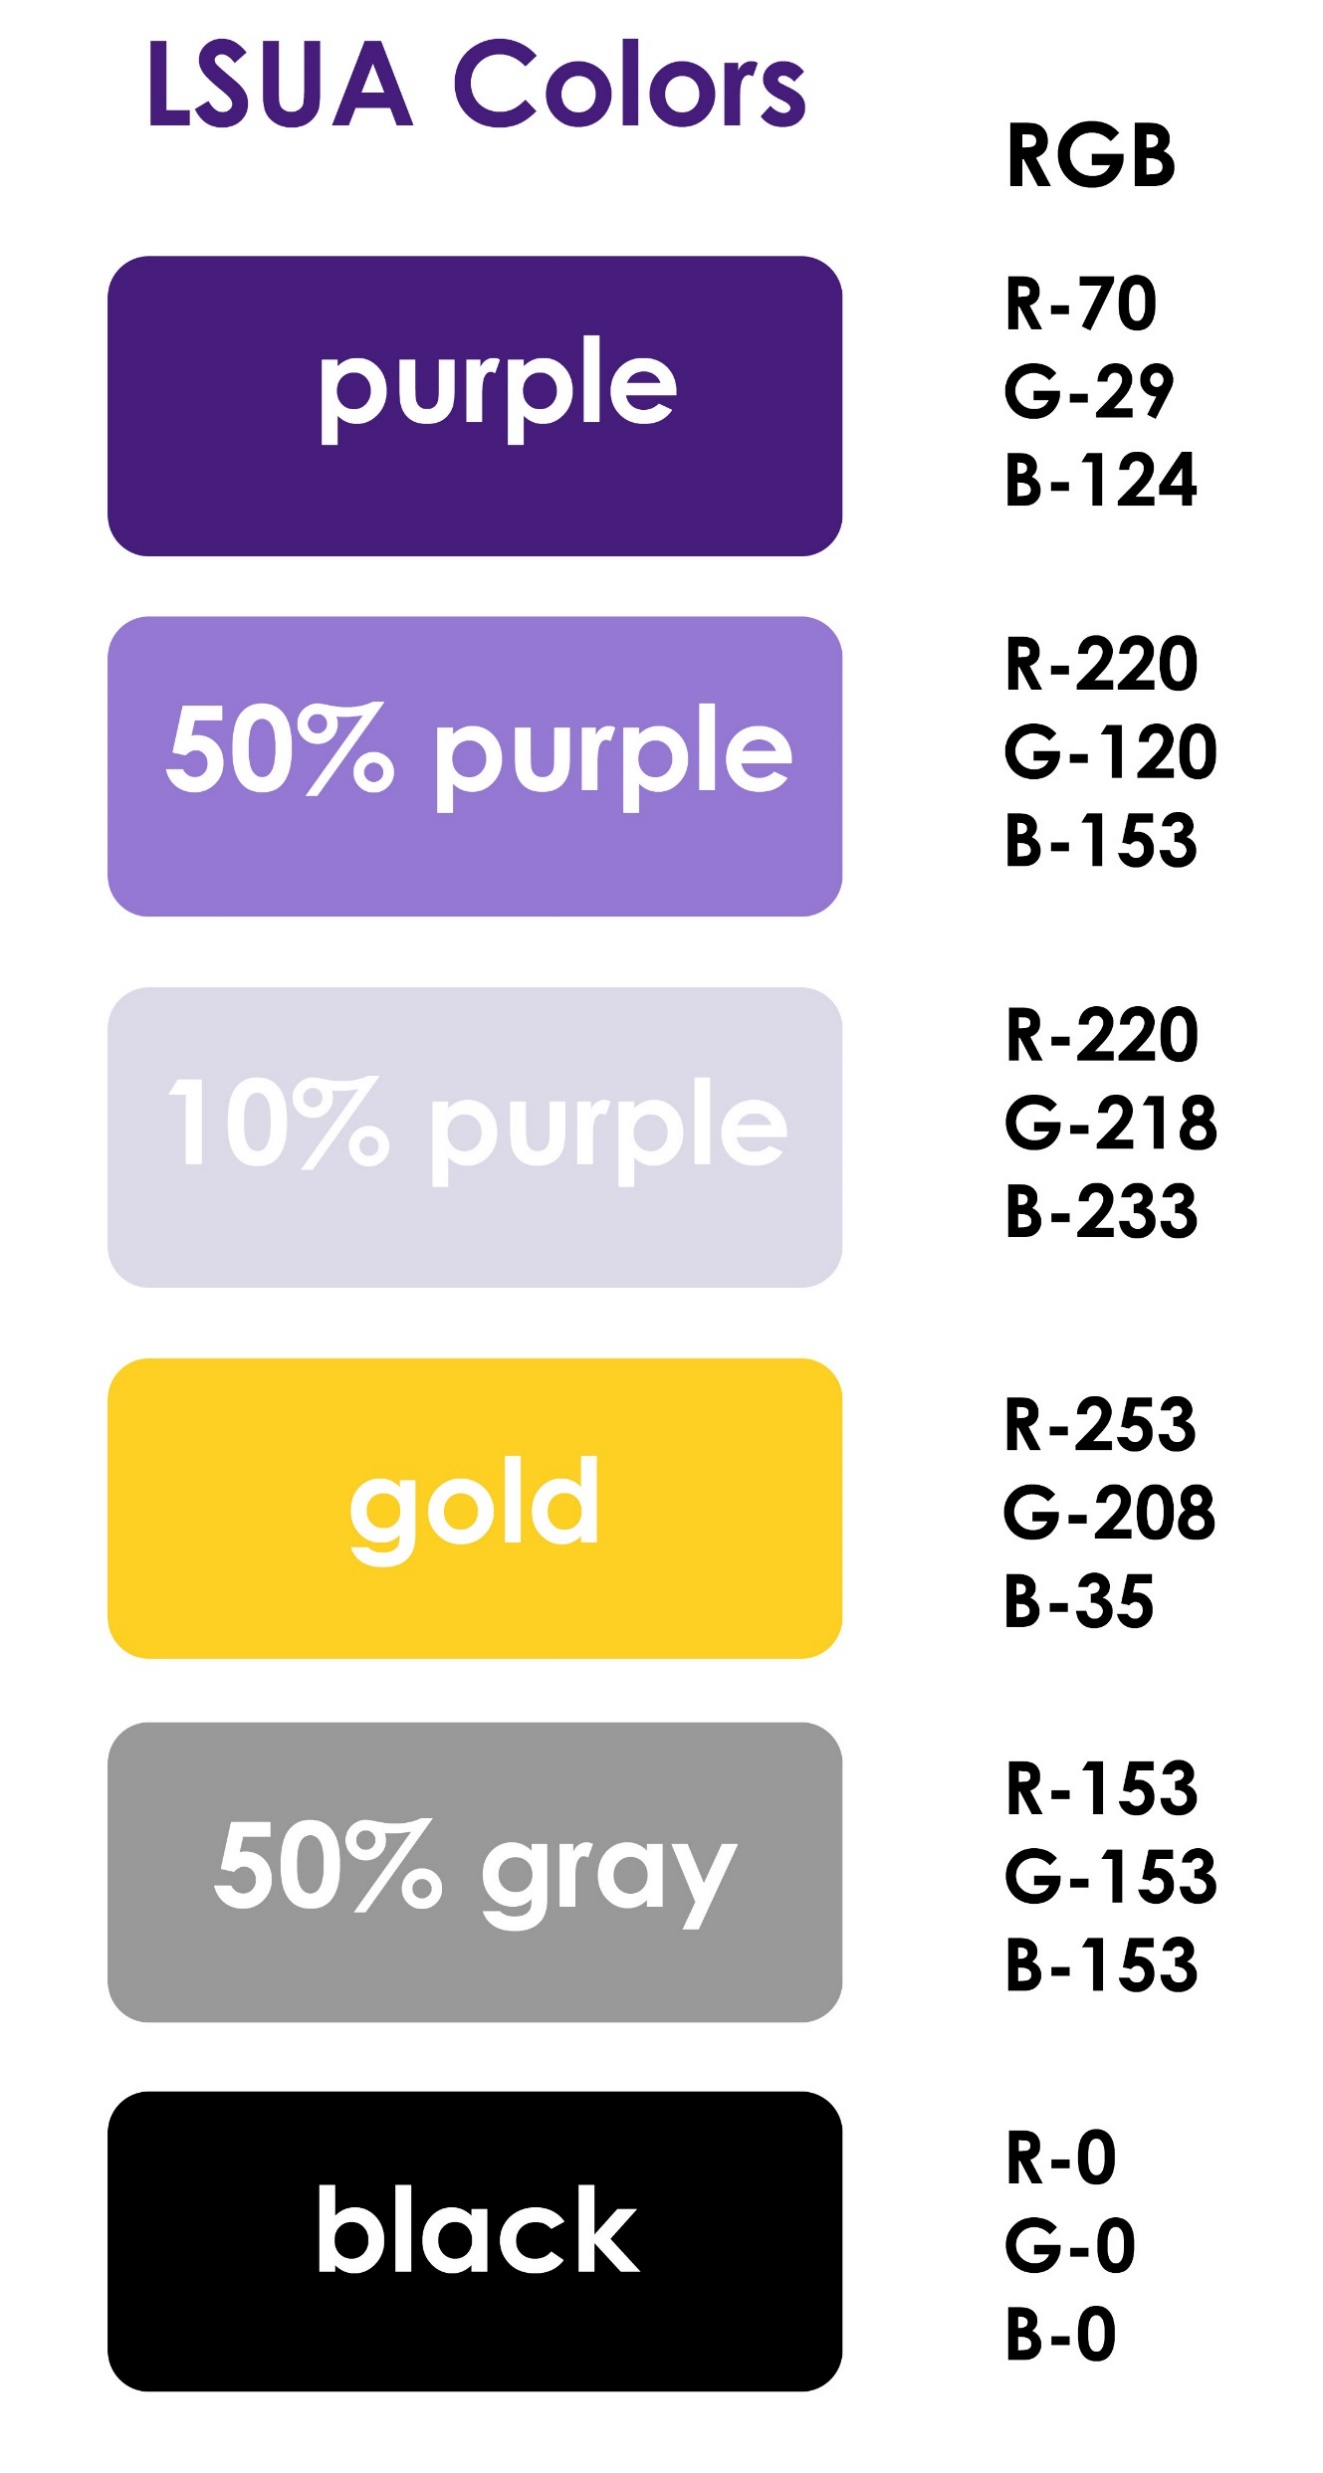 LSUA Colors
RGB
purple
R-70
G-29
B-124
50% purple
R-220
G-120
B-153
10% purple
R-220
G-218
B-233
gold
R-253
G-208
B-35
50% gray
R-153
G-153
B-153
black
R-0
G-0
B-0